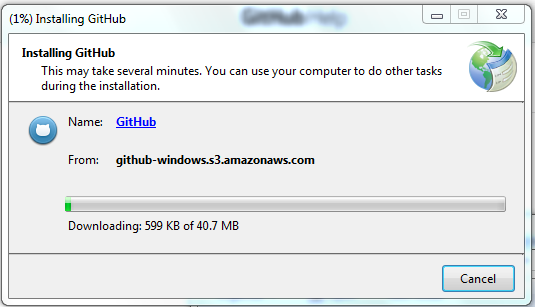 (1%) Installing GitHub
Installing GitHub
This may take several minutes. You can use your computer to do other tasks
during the installation.
Name: GitHub
From: github-windows.s3.amazonaws.com
Downloading: 599 KB of 40.7 MB
Cancel